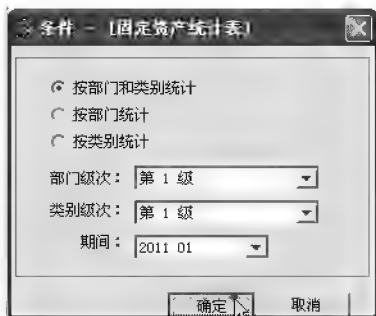 条件 - [固定资产统计表]
按部门和类别统计
按部门统计
按类别统计
部门级次： 第 1 级
类别级次： 第 1 级
期间： 2011 01
确定 取消